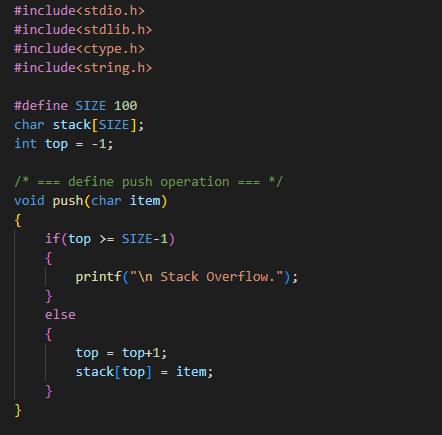 #include<stdio.h>
#include<stdlib.h>
#include<ctype.h>
#include<string.h>

#define SIZE 100
char stack[SIZE];
int top = -1;

/* === define push operation === */
void push(char item)
{
    if(top >= SIZE-1)
    {
        printf("\n Stack Overflow.");
    }
    else
    {
        top = top+1;
        stack[top] = item;
    }
}